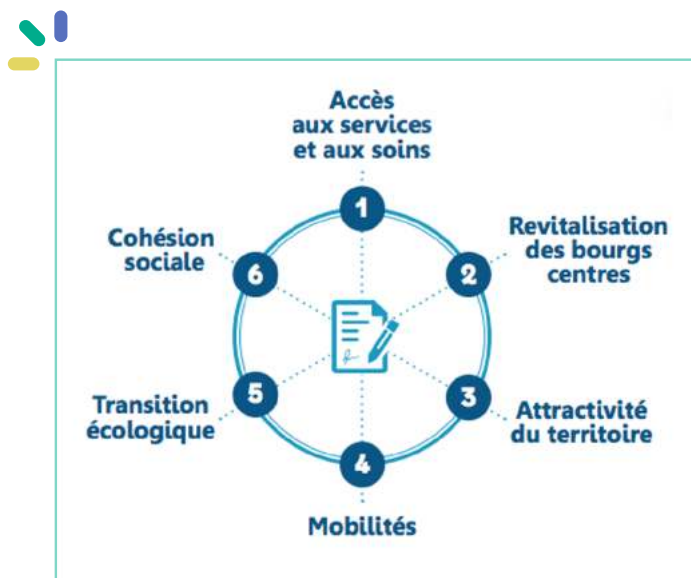 Accès
aux services
et aux soins
1
Revitalisation
des bourgs
centres
2
3
Attractivité
du territoire
4
Mobilités
5
Transition
écologique
6
Cohésion
sociale